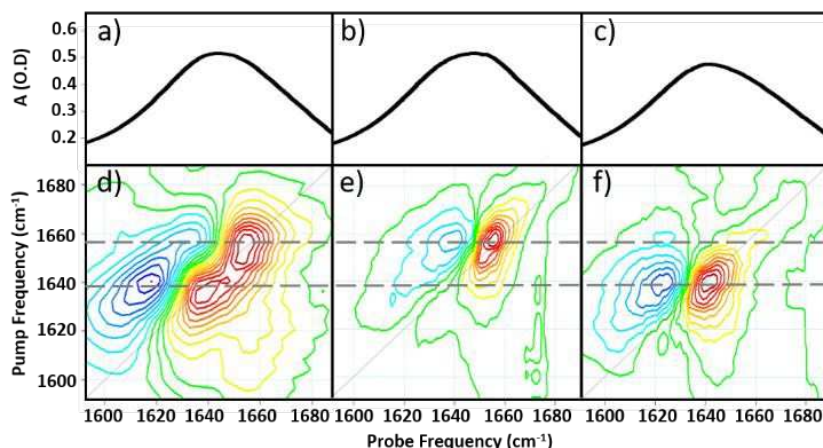 a) b) c)
A (O.D)
0.6
0.5
0.4
0.3
0.2
d) e) f)
Pump Frequency (cm-1)
1680
1660
1640
1620
1600
1600 1620 1640 1660 1680 1600 1620 1640 1660 1680 1600 1620 1640 1660 1680
Probe Frequency (cm-1)